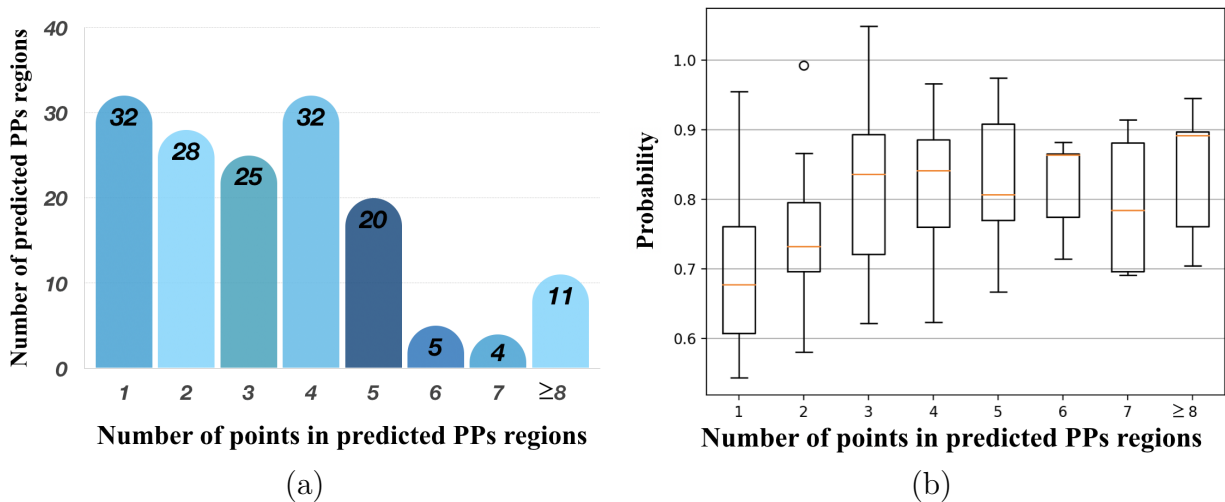 Number of predicted PPs regions
40
30
20
10
0
32
28
25
32
20
5
4
11
1 2 3 4 5 6 7 ≥8
Number of points in predicted PPs regions
(a)
Probability
1.0
0.9
0.8
0.7
0.6
1 2 3 4 5 6 7 ≥ 8
Number of points in predicted PPs regions
(b)